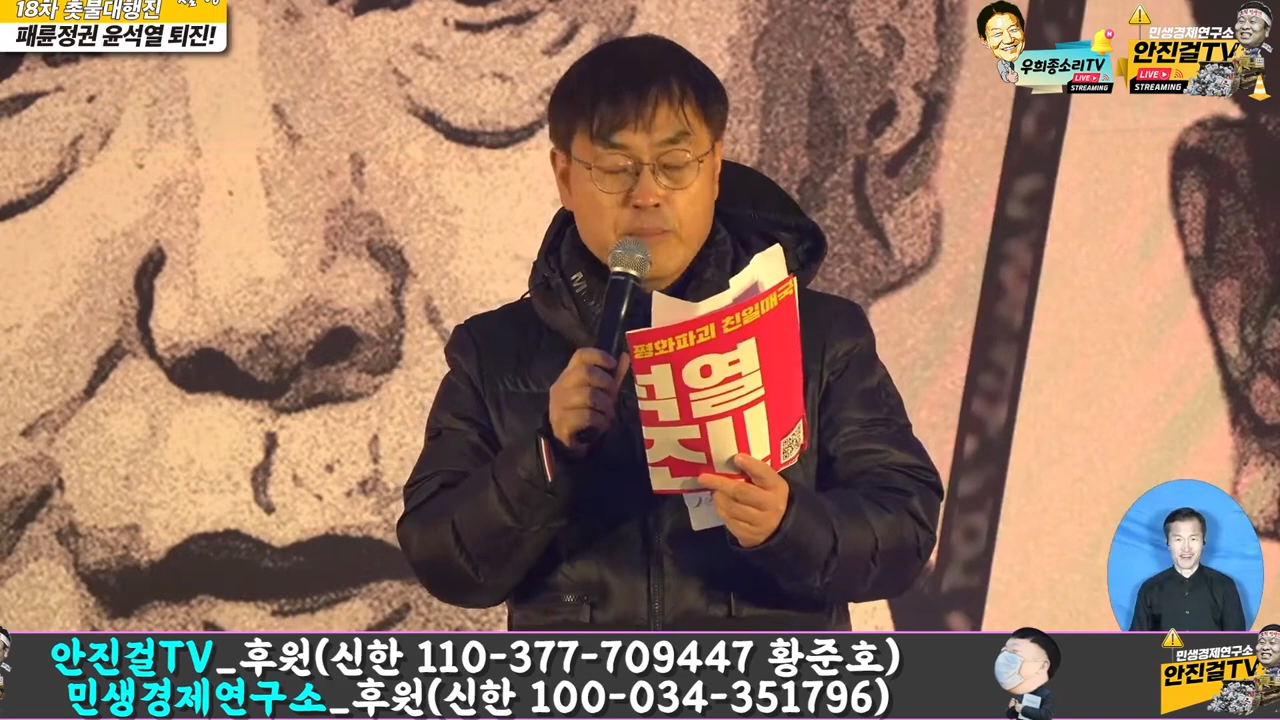 18차 촛불대행진
패륜정권 윤석열 퇴진!
우희종소리TV
LIVE
STREAMING
민생경제연구소
안진걸TV
LIVE
STREAMING
평화파괴 친일매국
석열
진!
안진걸TV_후원(신한 110-377-709447 황준호)
민생경제연구소_후원(신한 100-034-351796)
민생경제연구소
안진걸TV